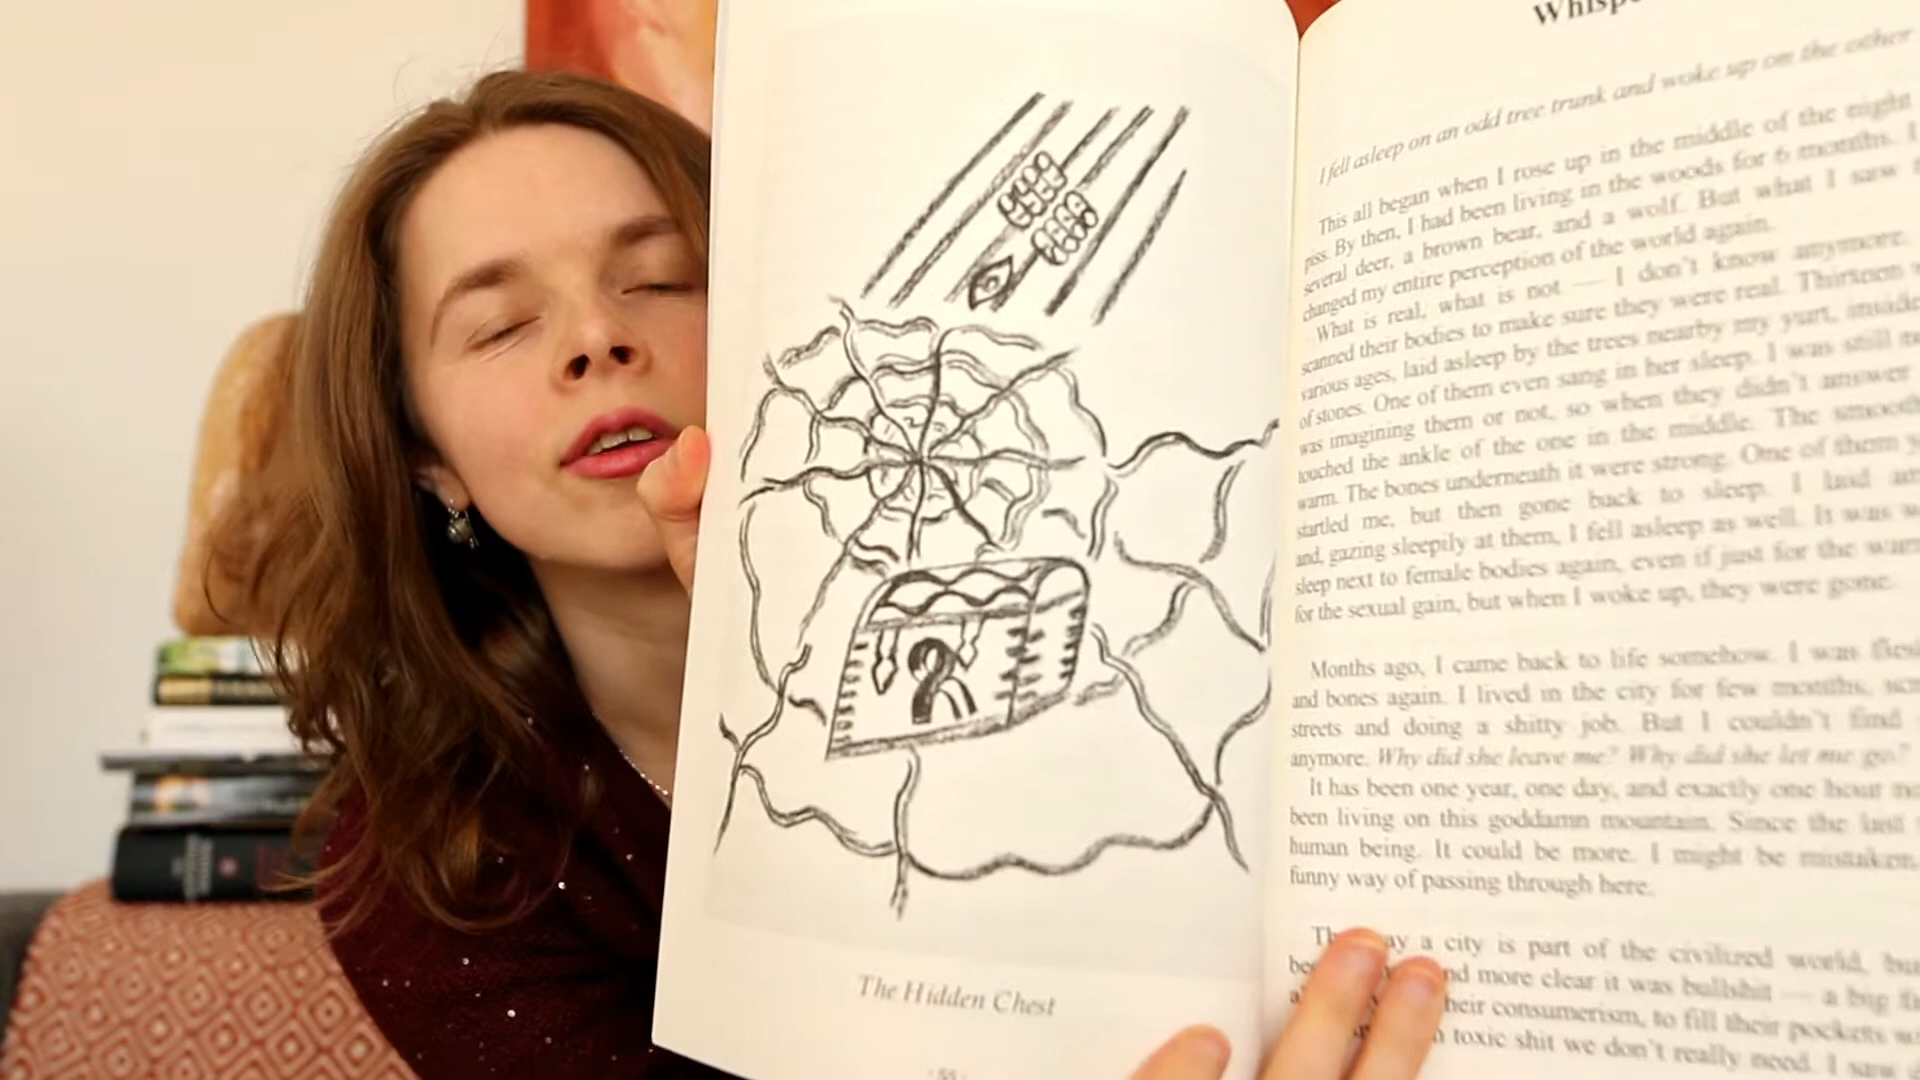 The Hidden Chest
· 55 ·
Whispe
I fell asleep on an odd tree trunk and woke up on the other
This all began when I rose up in the middle of the night
piss. By then, I had been living in the woods for 6 months. I
several deer, a brown bear, and a wolf. But what I saw
changed my entire perception of the world again.
What is real, what is not — I don't know anymore.
scanned their bodies to make sure they were real. Thirteen
various ages, laid asleep by the trees nearby my yurt,
of stones. One of them even sang in her sleep. I was still
was imagining them or not, so when they didn't answer
touched the ankle of the one in the middle. The smooth
warm. The bones underneath it were strong. One of them
startled me, but then gone back to sleep. I laid
and, gazing sleepily at them, I fell asleep as well. It was
sleep next to female bodies again, even if just for the
for the sexual gain, but when I woke up, they were gone.
Months ago, I came back to life somehow. I was
and bones again. I lived in the city for few months,
streets and doing a shitty job. But I couldn't find
anymore. Why did she leave me? Why did she let me go?
It has been one year, one day, and exactly one hour
been living on this goddamn mountain. Since the last
human being. It could be more. I might be mistaken.
funny way of passing through here.
ay a city is part of the civilized world,
nd more clear it was bullshit — a big
heir consumerism, to fill their pockets
toxic shit we don't really need. I saw